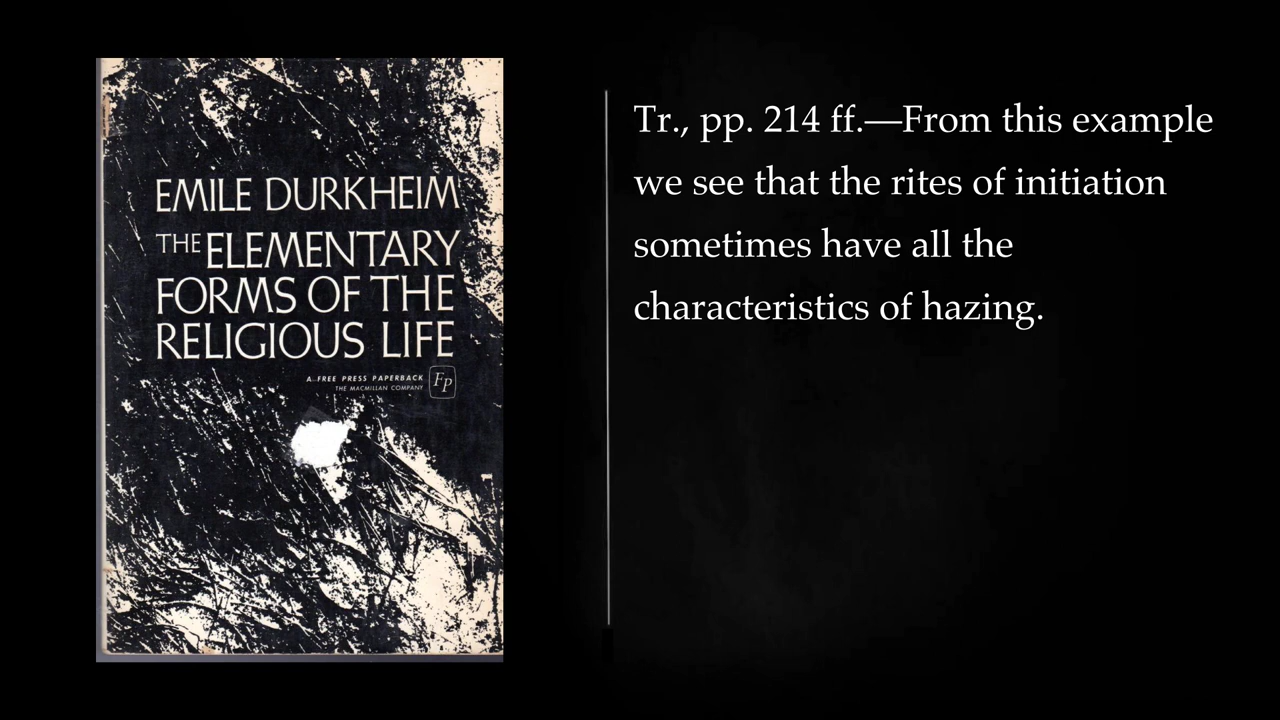 EMILE DURKHEIM
THE ELEMENTARY
FORMS OF THE
RELIGIOUS LIFE
A FREE PRESS PAPERBACK
THE MACMILLAN COMPANY
Fp
Tr., pp. 214 ff.—From this example
we see that the rites of initiation
sometimes have all the
characteristics of hazing.